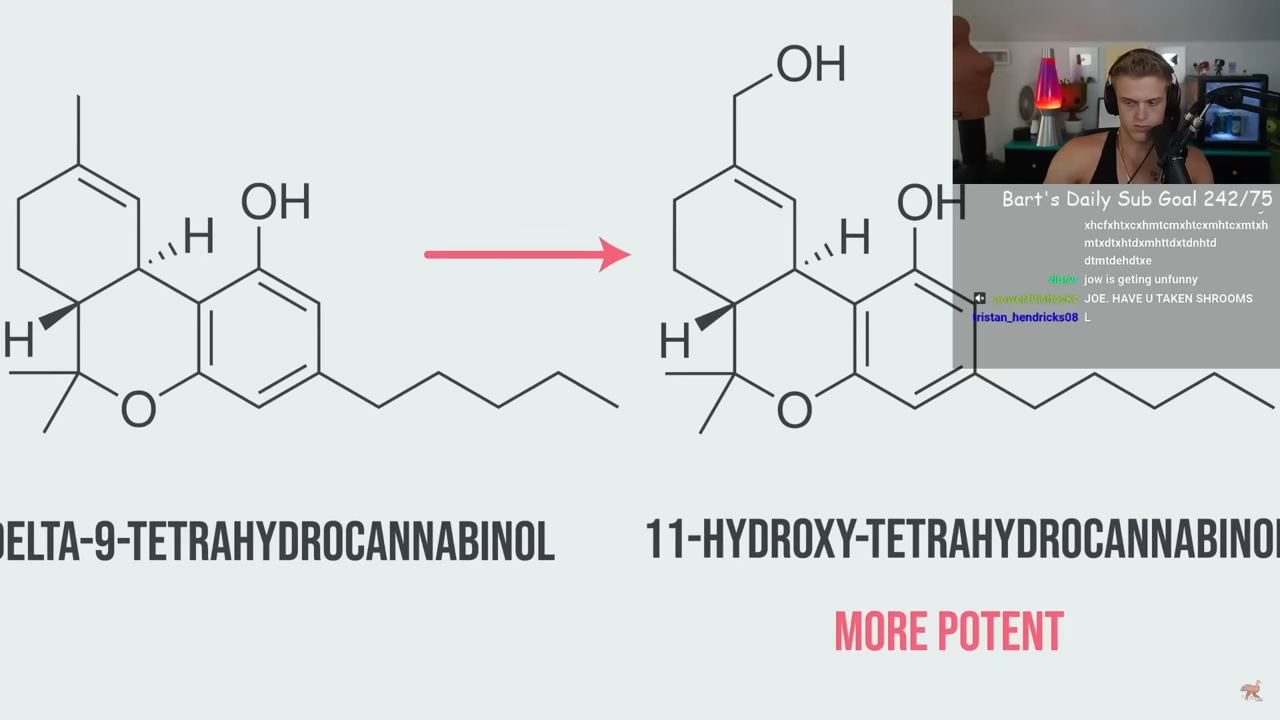 OH
OH
OH
H
H
H
H
O
O
Bart's Daily Sub Goal 242/75
xhcfxhtxcxhmtcmxhtcxmhtcxmtxh
mtxdtxhtdxmhttdxtdnhtd
dtmtdehdtxe
jow is geting unfunny
powerfulshockz JOE. HAVE U TAKEN SHROOMS
tristan_hendricks08 L
DELTA-9-TETRAHYDROCANNABINOL
11-HYDROXY-TETRAHYDROCANNABINOL
MORE POTENT